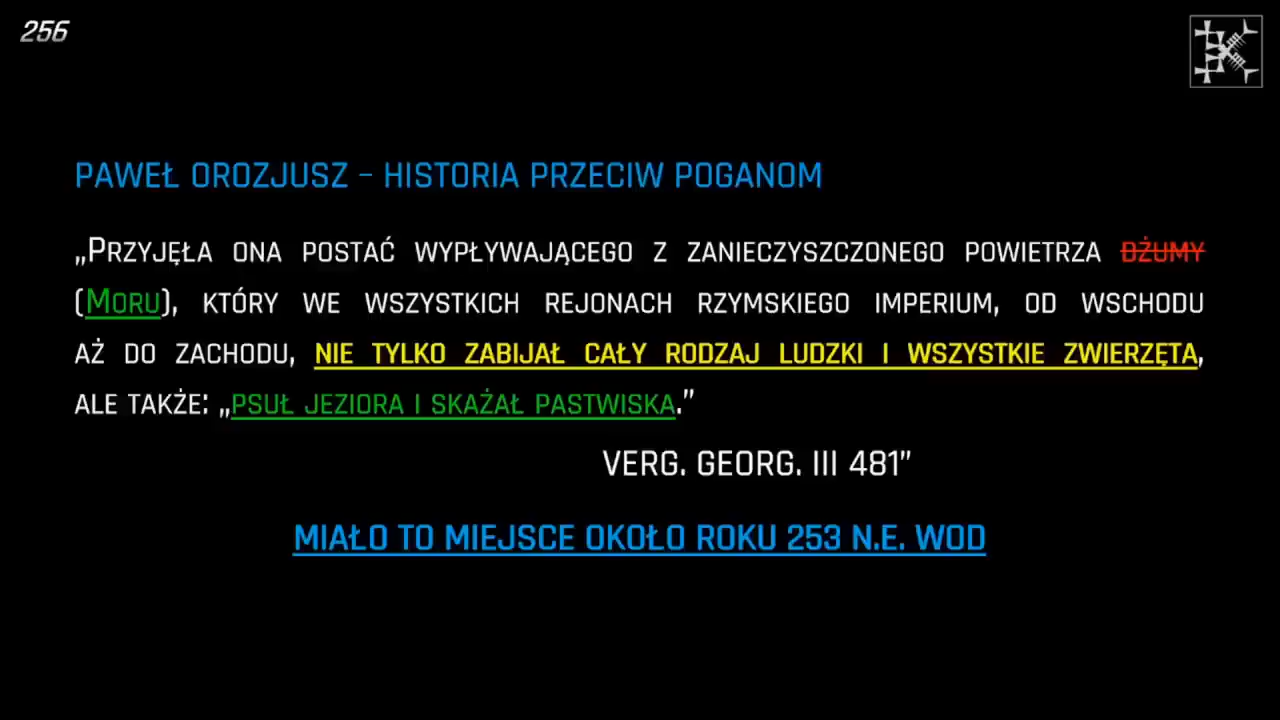 256
PAWEŁ OROZJUSZ – HISTORIA PRZECIW POGANOM
„PRZYJĘŁA ONA POSTAĆ WYPŁYWAJĄCEGO Z ZANIECZYSZCZONEGO POWIETRZA DŻUMY
(MORU), KTÓRY WE WSZYSTKICH REJONACH RZYMSKIEGO IMPERIUM, OD WSCHODU
AŻ DO ZACHODU, NIE TYLKO ZABIJAŁ CAŁY RODZAJ LUDZKI I WSZYSTKIE ZWIERZĘTA,
ALE TAKŻE: „PSUŁ JEZIORA I SKAŻAŁ PASTWISKA.”
VERG. GEORG. III 481”
MIAŁO TO MIEJSCE OKOŁO ROKU 253 N.E. WOD